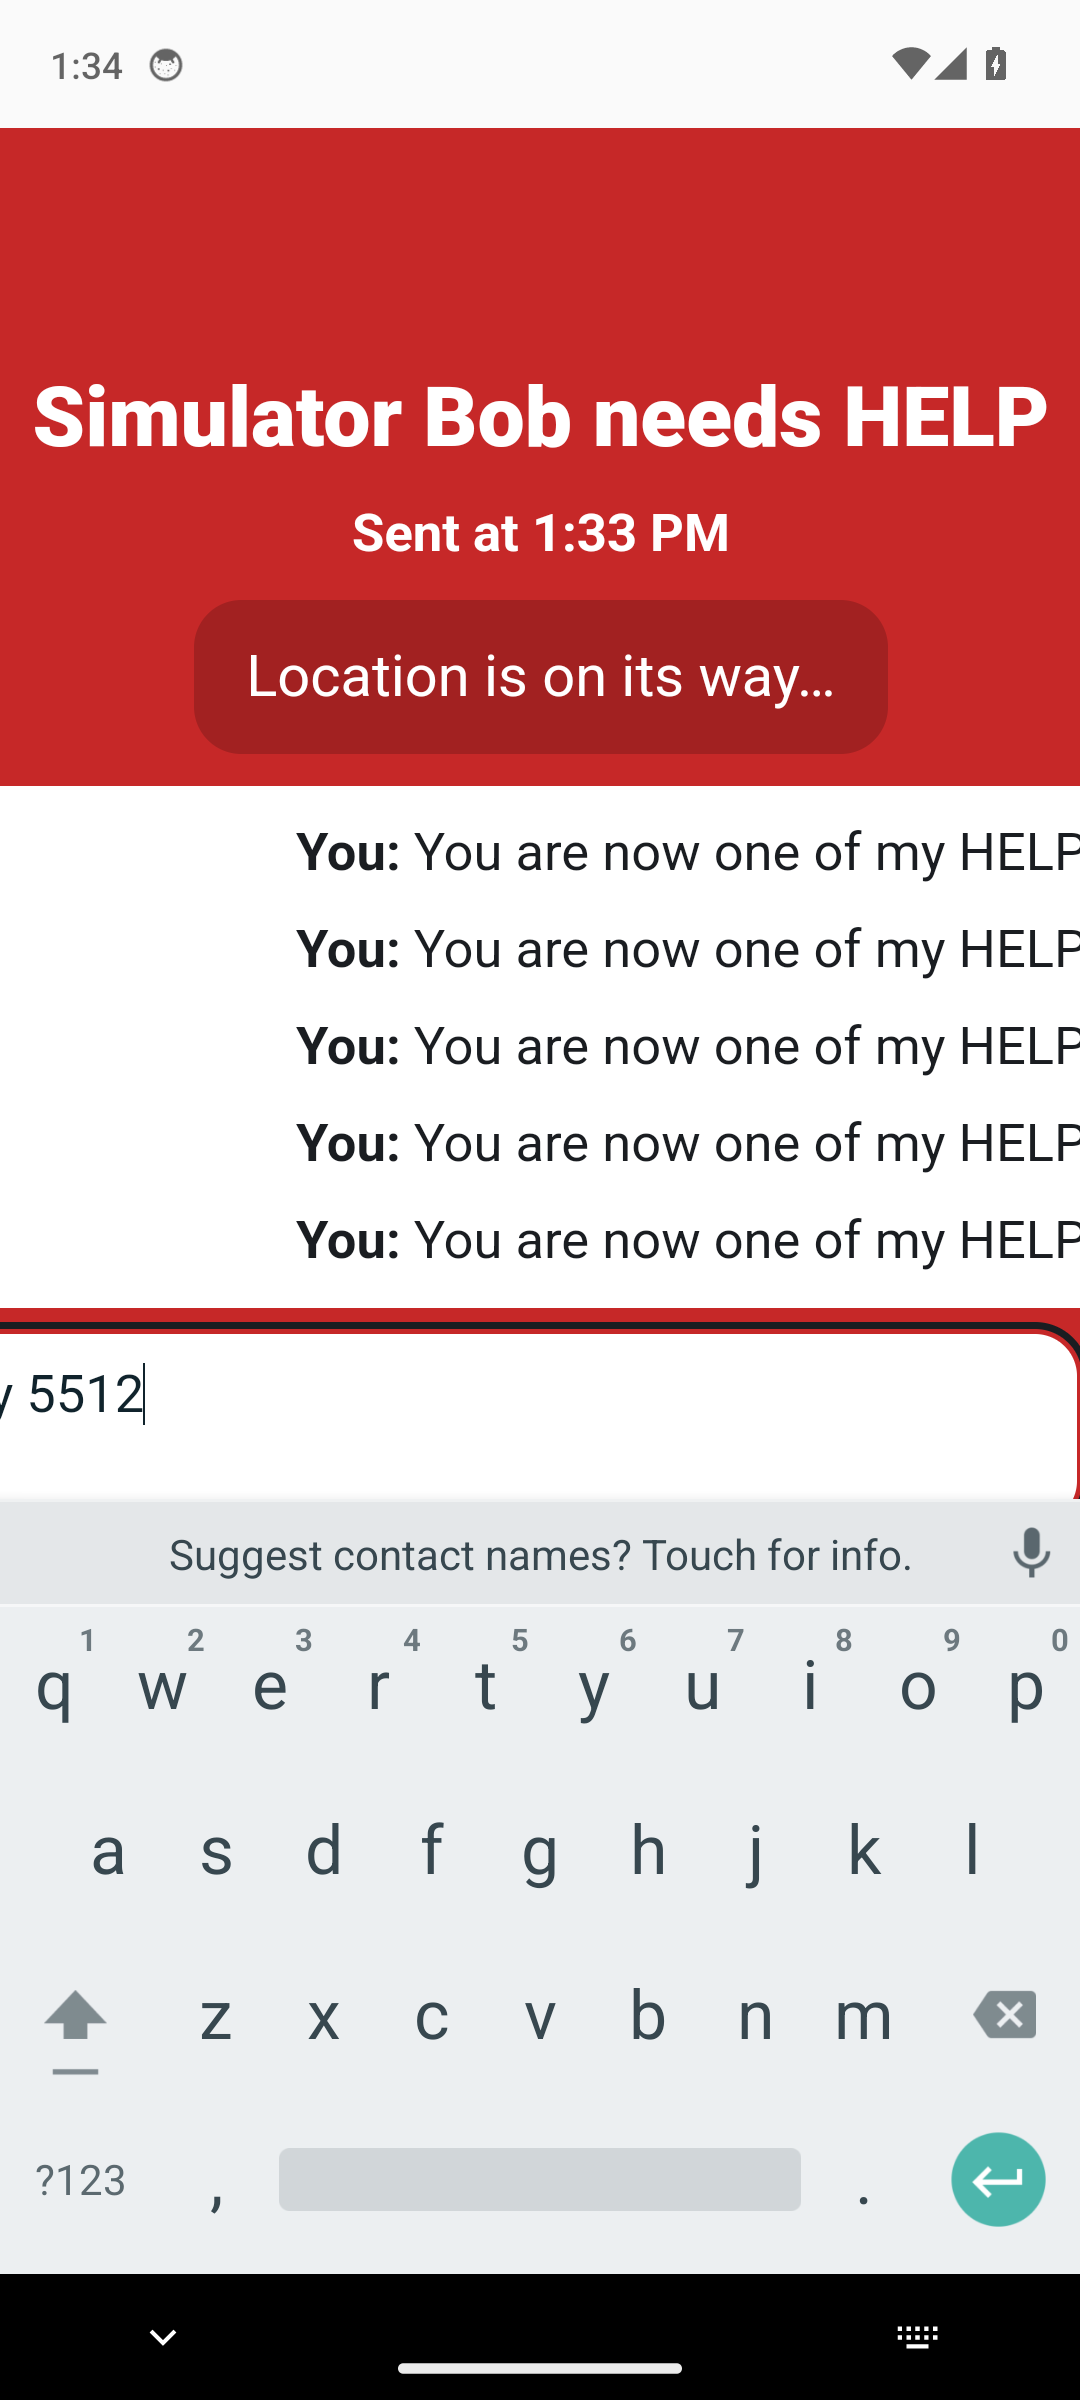 1:34
Simulator Bob needs HELP
Sent at 1:33 PM
Location is on its way...
You: You are now one of my HELP
You: You are now one of my HELP
You: You are now one of my HELP
You: You are now one of my HELP
You: You are now one of my HELP
y 5512
Suggest contact names? Touch for info.
1 2 3 4 5 6 7 8 9 0
q w e r t y u i o p
a s d f g h j k l
z x c v b n m
?123 , .